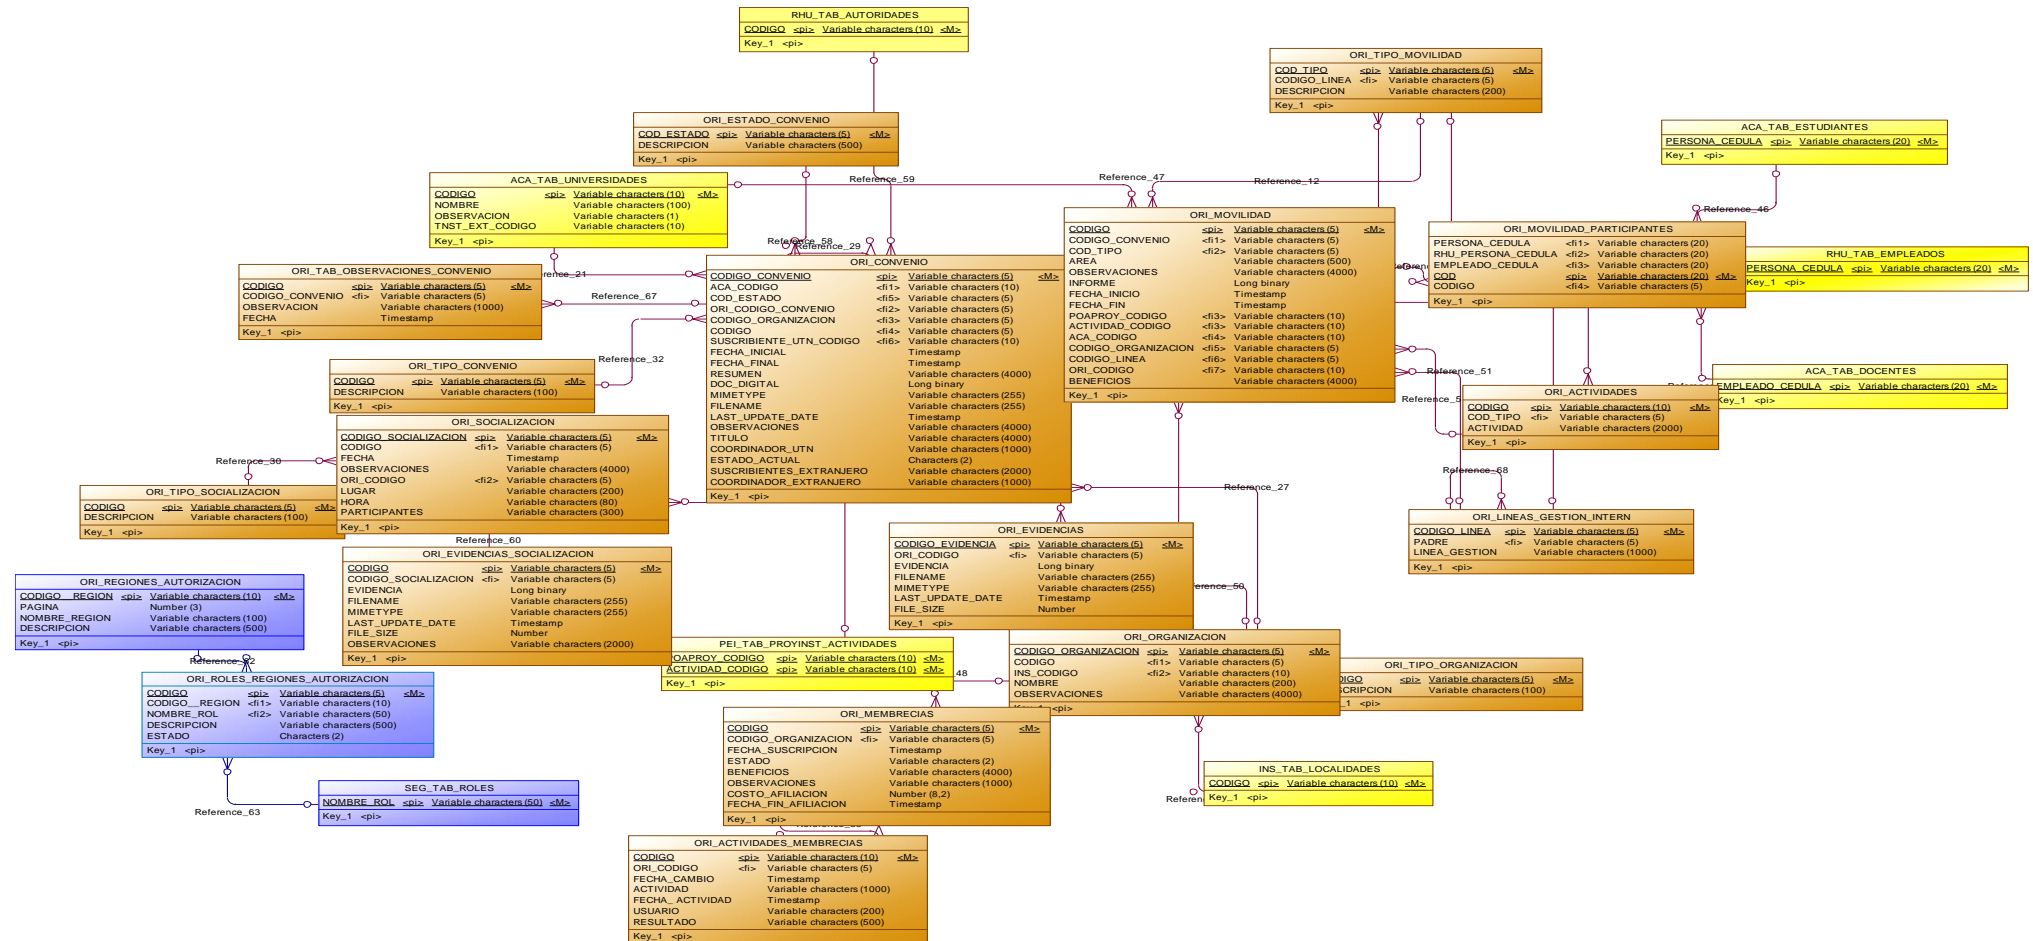 RHU_TAB_AUTORIDADES
CODIGO <pi> Variable characters (10) <M>
Key_1 <pi>
ORI_TIPO_MOVILIDAD
COD_TIPO <pi> Variable characters (5) <M>
CODIGO_LINEA <fi> Variable characters (5)
DESCRIPCION Variable characters (200)
Key_1 <pi>
ORI_ESTADO_CONVENIO
COD_ESTADO <pi> Variable characters (5) <M>
DESCRIPCION Variable characters (500)
Key_1 <pi>
ACA_TAB_ESTUDIANTES
PERSONA_CEDULA <pi> Variable characters (20) <M>
Key_1 <pi>
ACA_TAB_UNIVERSIDADES
CODIGO <pi> Variable characters (10) <M>
NOMBRE Variable characters (100)
OBSERVACION Variable characters (1)
TNST_EXT_CODIGO Variable characters (10)
Key_1 <pi>
Reference_59
Reference_47
Reference_12
Reference_46
Reference_58
Reference_29
ORI_MOVILIDAD
CODIGO <pi> Variable characters (5) <M>
CODIGO_CONVENIO <fi1> Variable characters (5)
COD_TIPO <fi2> Variable characters (5)
AREA Variable characters (500)
OBSERVACIONES Variable characters (4000)
INFORME Long binary
FECHA_INICIO Timestamp
FECHA_FIN Timestamp
POAPROY_CODIGO <fi3> Variable characters (10)
ACTIVIDAD_CODIGO <fi3> Variable characters (10)
ACA_CODIGO <fi4> Variable characters (10)
CODIGO_ORGANIZACION <fi5> Variable characters (5)
CODIGO_LINEA <fi6> Variable characters (5)
ORI_CODIGO <fi7> Variable characters (10)
BENEFICIOS Variable characters (4000)
Key_1 <pi>
ORI_MOVILIDAD_PARTICIPANTES
PERSONA_CEDULA <fi1> Variable characters (20)
RHU_PERSONA_CEDULA <fi2> Variable characters (20)
EMPLEADO_CEDULA <fi3> Variable characters (20)
COD <pi> Variable characters (20) <M>
CODIGO <fi4> Variable characters (5)
Key_1 <pi>
RHU_TAB_EMPLEADOS
PERSONA_CEDULA <pi> Variable characters (20) <M>
Key_1 <pi>
ORI_TAB_OBSERVACIONES_CONVENIO
CODIGO <pi> Variable characters (5) <M>
CODIGO_CONVENIO <fi> Variable characters (5)
OBSERVACION Variable characters (1000)
FECHA Timestamp
Key_1 <pi>
rence_21
Reference_67
Reference_32
ORI_CONVENIO
CODIGO_CONVENIO <pi> Variable characters (5) <M>
ACA_CODIGO <fi1> Variable characters (10)
COD_ESTADO <fi5> Variable characters (5)
ORI_CODIGO_CONVENIO <fi2> Variable characters (5)
CODIGO_ORGANIZACION <fi3> Variable characters (5)
CODIGO <fi4> Variable characters (5)
SUSCRIBIENTE_UTN_CODIGO <fi6> Variable characters (10)
FECHA_INICIAL Timestamp
FECHA_FINAL Timestamp
RESUMEN Variable characters (4000)
DOC_DIGITAL Long binary
MIMETYPE Variable characters (255)
FILENAME Variable characters (255)
LAST_UPDATE_DATE Timestamp
OBSERVACIONES Variable characters (4000)
TITULO Variable characters (4000)
COORDINADOR_UTN Variable characters (1000)
ESTADO_ACTUAL Characters (2)
SUSCRIBIENTES_EXTRANJERO Variable characters (2000)
COORDINADOR_EXTRANJERO Variable characters (1000)
Key_1 <pi>
ORI_TIPO_CONVENIO
CODIGO <pi> Variable characters (5) <M>
DESCRIPCION Variable characters (100)
Key_1 <pi>
Reference_51
ACA_TAB_DOCENTES
EMPLEADO_CEDULA <pi> Variable characters (20) <M>
Key_1 <pi>
ORI_ACTIVIDADES
CODIGO <pi> Variable characters (10) <M>
COD_TIPO <fi> Variable characters (5)
ACTIVIDAD Variable characters (2000)
Key_1 <pi>
ORI_SOCIALIZACION
CODIGO_SOCIALIZACION <pi> Variable characters (5) <M>
CODIGO <fi1> Variable characters (5)
FECHA Timestamp
OBSERVACIONES Variable characters (4000)
ORI_CODIGO <fi2> Variable characters (5)
LUGAR Variable characters (200)
HORA Variable characters (80)
PARTICIPANTES Variable characters (300)
Key_1 <pi>
Reference_30
Reference_68
Reference_27
ORI_TIPO_SOCIALIZACION
CODIGO <pi> Variable characters (5) <M>
DESCRIPCION Variable characters (100)
Key_1 <pi>
ORI_LINEAS_GESTION_INTERN
CODIGO_LINEA <pi> Variable characters (5) <M>
PADRE <fi> Variable characters (5)
LINEA_GESTION Variable characters (1000)
Key_1 <pi>
ORI_EVIDENCIAS
CODIGO_EVIDENCIA <pi> Variable characters (5) <M>
ORI_CODIGO <fi> Variable characters (5)
EVIDENCIA Long binary
FILENAME Variable characters (255)
MIMETYPE Variable characters (255)
LAST_UPDATE_DATE Timestamp
FILE_SIZE Number
Reference_60
ORI_EVIDENCIAS_SOCIALIZACION
CODIGO <pi> Variable characters (5) <M>
CODIGO_SOCIALIZACION <fi> Variable characters (5)
EVIDENCIA Long binary
FILENAME Variable characters (255)
MIMETYPE Variable characters (255)
LAST_UPDATE_DATE Timestamp
FILE_SIZE Number
OBSERVACIONES Variable characters (2000)
Key_1 <pi>
ORI_REGIONES_AUTORIZACION
CODIGO__REGION <pi> Variable characters (10) <M>
PAGINA Number (3)
NOMBRE_REGION Variable characters (100)
DESCRIPCION Variable characters (500)
Key_1 <pi>
ORI_ORGANIZACION
CODIGO_ORGANIZACION <pi> Variable characters (5) <M>
CODIGO <fi1> Variable characters (5)
INS_CODIGO <fi2> Variable characters (10)
NOMBRE Variable characters (200)
OBSERVACIONES Variable characters (4000)
Key_1 <pi>
PEI_TAB_PROYINST_ACTIVIDADES
POAPROY_CODIGO <pi> Variable characters (10) <M>
ACTIVIDAD_CODIGO <pi> Variable characters (10) <M>
Key_1 <pi>
48
ORI_TIPO_ORGANIZACION
DIGO <pi> Variable characters (5) <M>
SCRIPCION Variable characters (100)
_1 <pi>
ORI_ROLES_REGIONES_AUTORIZACION
CODIGO <pi> Variable characters (5) <M>
CODIGO__REGION <fi1> Variable characters (10)
NOMBRE_ROL <fi2> Variable characters (50)
DESCRIPCION Variable characters (500)
ESTADO Characters (2)
Key_1 <pi>
ORI_MEMBRECIAS
CODIGO <pi> Variable characters (5) <M>
CODIGO_ORGANIZACION <fi> Variable characters (5)
FECHA_SUSCRIPCION Timestamp
ESTADO Variable characters (2)
BENEFICIOS Variable characters (4000)
OBSERVACIONES Variable characters (1000)
COSTO_AFILIACION Number (8,2)
FECHA_FIN_AFILIACION Timestamp
Key_1 <pi>
INS_TAB_LOCALIDADES
CODIGO <pi> Variable characters (10) <M>
Key_1 <pi>
Referen
SEG_TAB_ROLES
NOMBRE_ROL <pi> Variable characters (50) <M>
Key_1 <pi>
Reference_63
ORI_ACTIVIDADES_MEMBRECIAS
CODIGO <pi> Variable characters (10) <M>
ORI_CODIGO <fi> Variable characters (5)
FECHA_CAMBIO Timestamp
ACTIVIDAD Variable characters (1000)
FECHA_ ACTIVIDAD Timestamp
USUARIO Variable characters (200)
RESULTADO Variable characters (500)
Key_1 <pi>